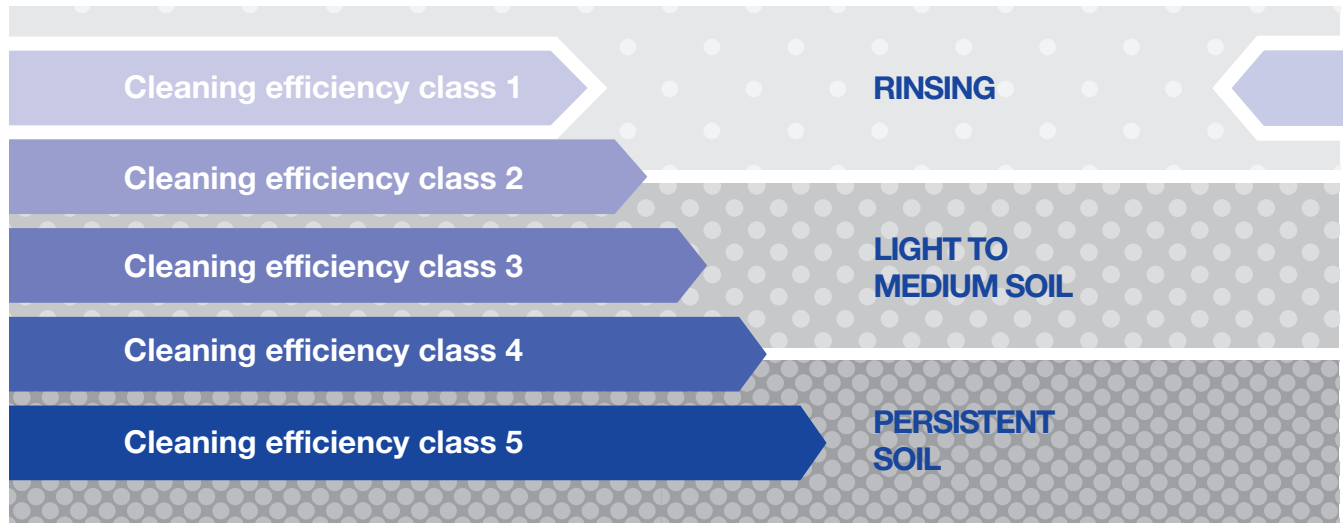 Cleaning efficiency class 1
RINSING
Cleaning efficiency class 2
Cleaning efficiency class 3
LIGHT TO
MEDIUM SOIL
Cleaning efficiency class 4
Cleaning efficiency class 5
PERSISTENT
SOIL